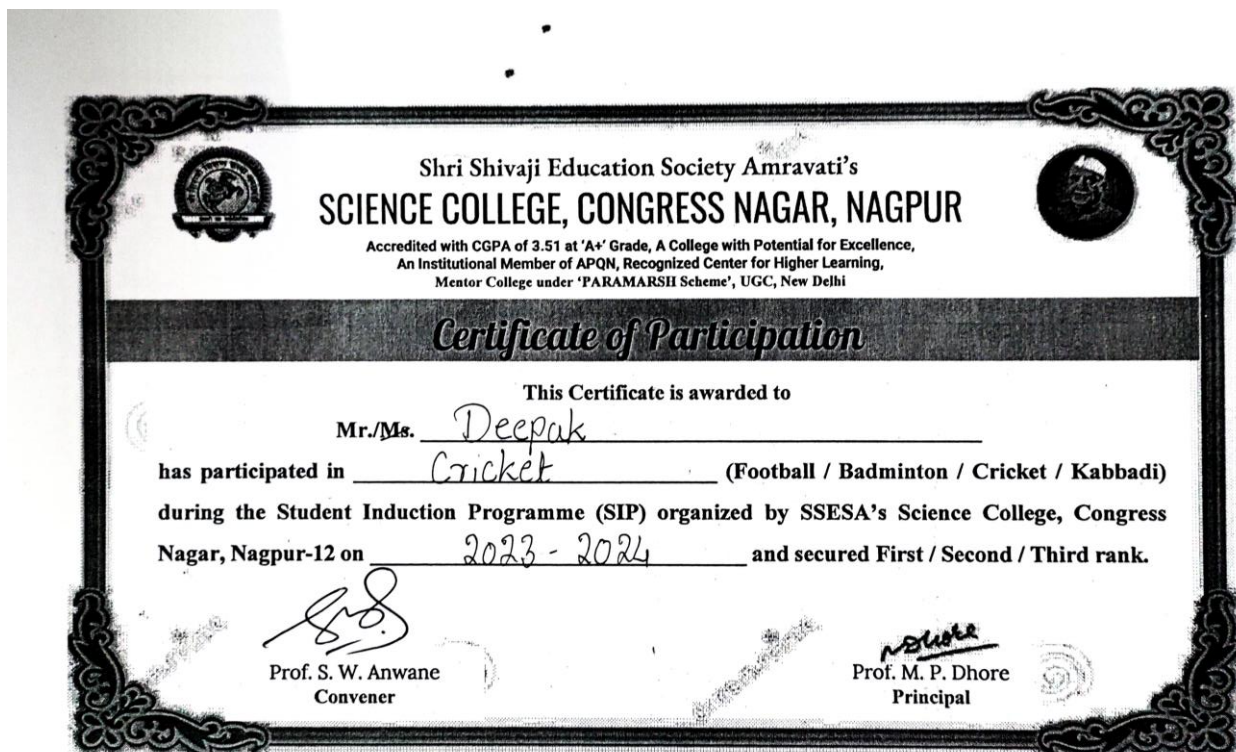 Shri Shivaji Education Society Amravati's
SCIENCE COLLEGE, CONGRESS NAGAR, NAGPUR
Accredited with CGPA of 3.51 at 'A+' Grade, A College with Potential for Excellence,
An Institutional Member of APQN, Recognized Center for Higher Learning,
Mentor College under 'PARAMARSH Scheme', UGC, New Delhi
Certificate of Participation
This Certificate is awarded to
Mr./Ms. Deepak
has participated in Cricket (Football / Badminton / Cricket / Kabbadi)
during the Student Induction Programme (SIP) organized by SSESA's Science College, Congress
Nagar, Nagpur-12 on 2023 - 2024 and secured First / Second / Third rank.
Dhore
Prof. S. W. Anwane Prof. M. P. Dhore
Convener Principal